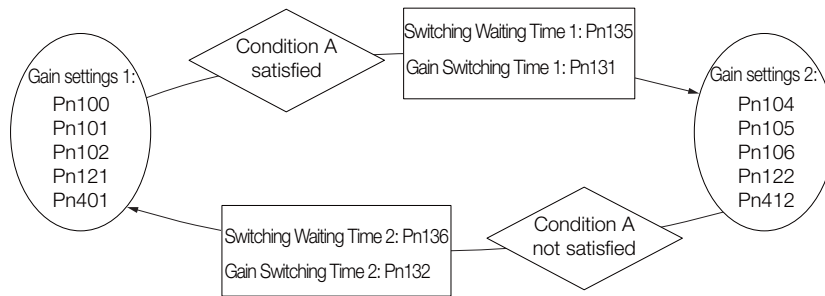 Gain settings 1:
Pn100
Pn101
Pn102
Pn121
Pn401
Condition A
satisfied
Switching Waiting Time 1: Pn135
Gain Switching Time 1: Pn131
Gain settings 2:
Pn104
Pn105
Pn106
Pn122
Pn412
Condition A
not satisfied
Switching Waiting Time 2: Pn136
Gain Switching Time 2: Pn132